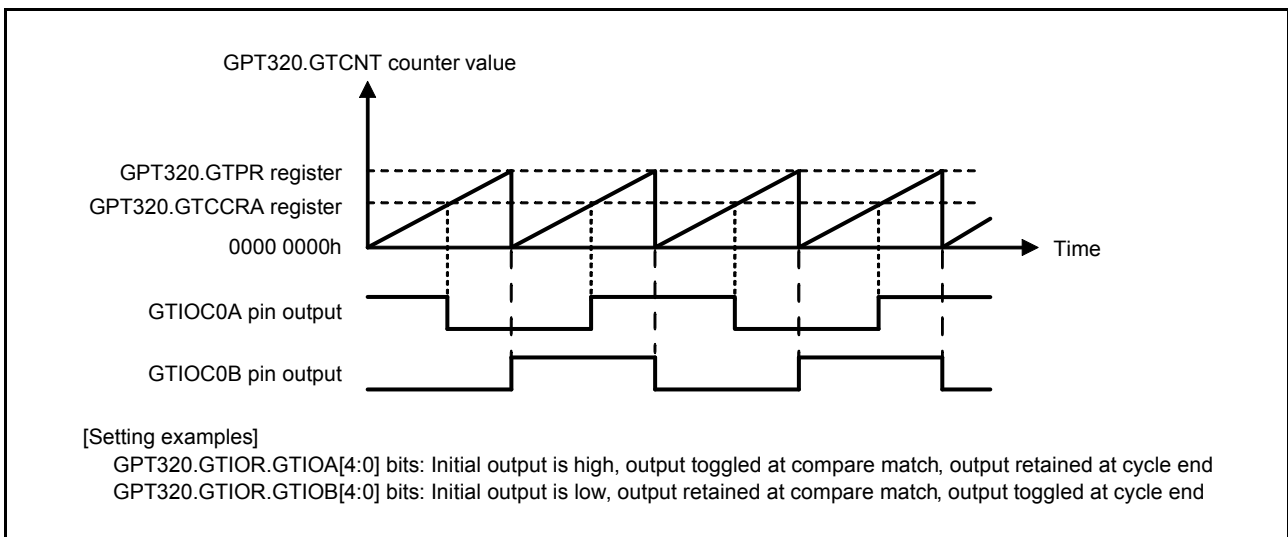 GPT320.GTCNT counter value
GPT320.GTPR register
GPT320.GTCCRA register
0000 0000h
Time
GTIOC0A pin output
GTIOC0B pin output
[Setting examples]
GPT320.GTIOR.GTIOA[4:0] bits: Initial output is high, output toggled at compare match, output retained at cycle end
GPT320.GTIOR.GTIOB[4:0] bits: Initial output is low, output retained at compare match, output toggled at cycle end